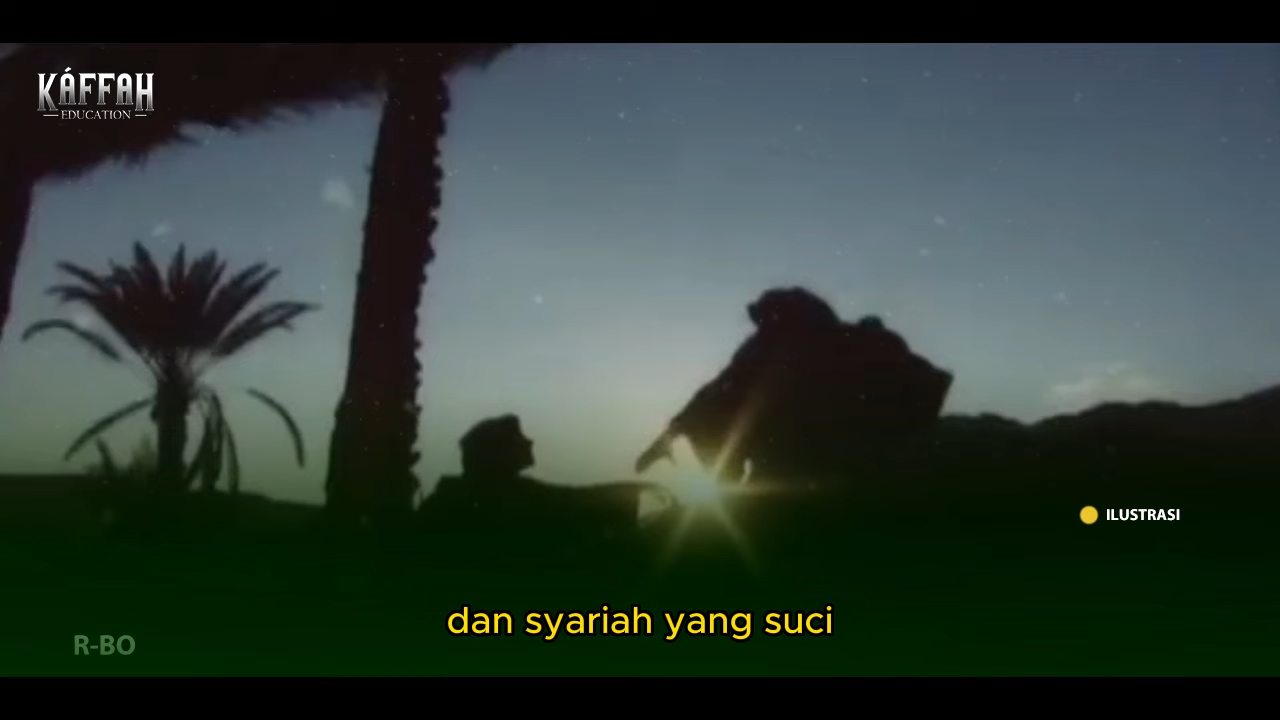 KÁFFAH
EDUCATION
ILUSTRASI
dan syariah yang suci
R-BO